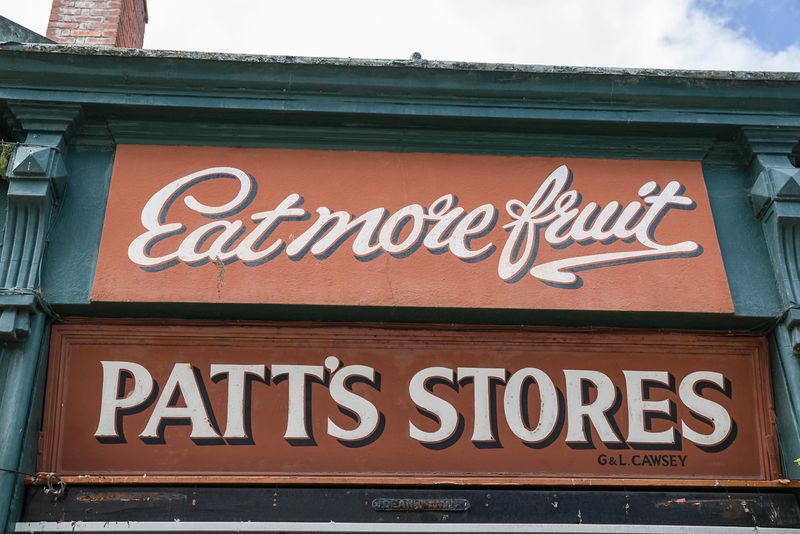 Eat more fruit
PATT'S STORES
G & L. CAWSEY